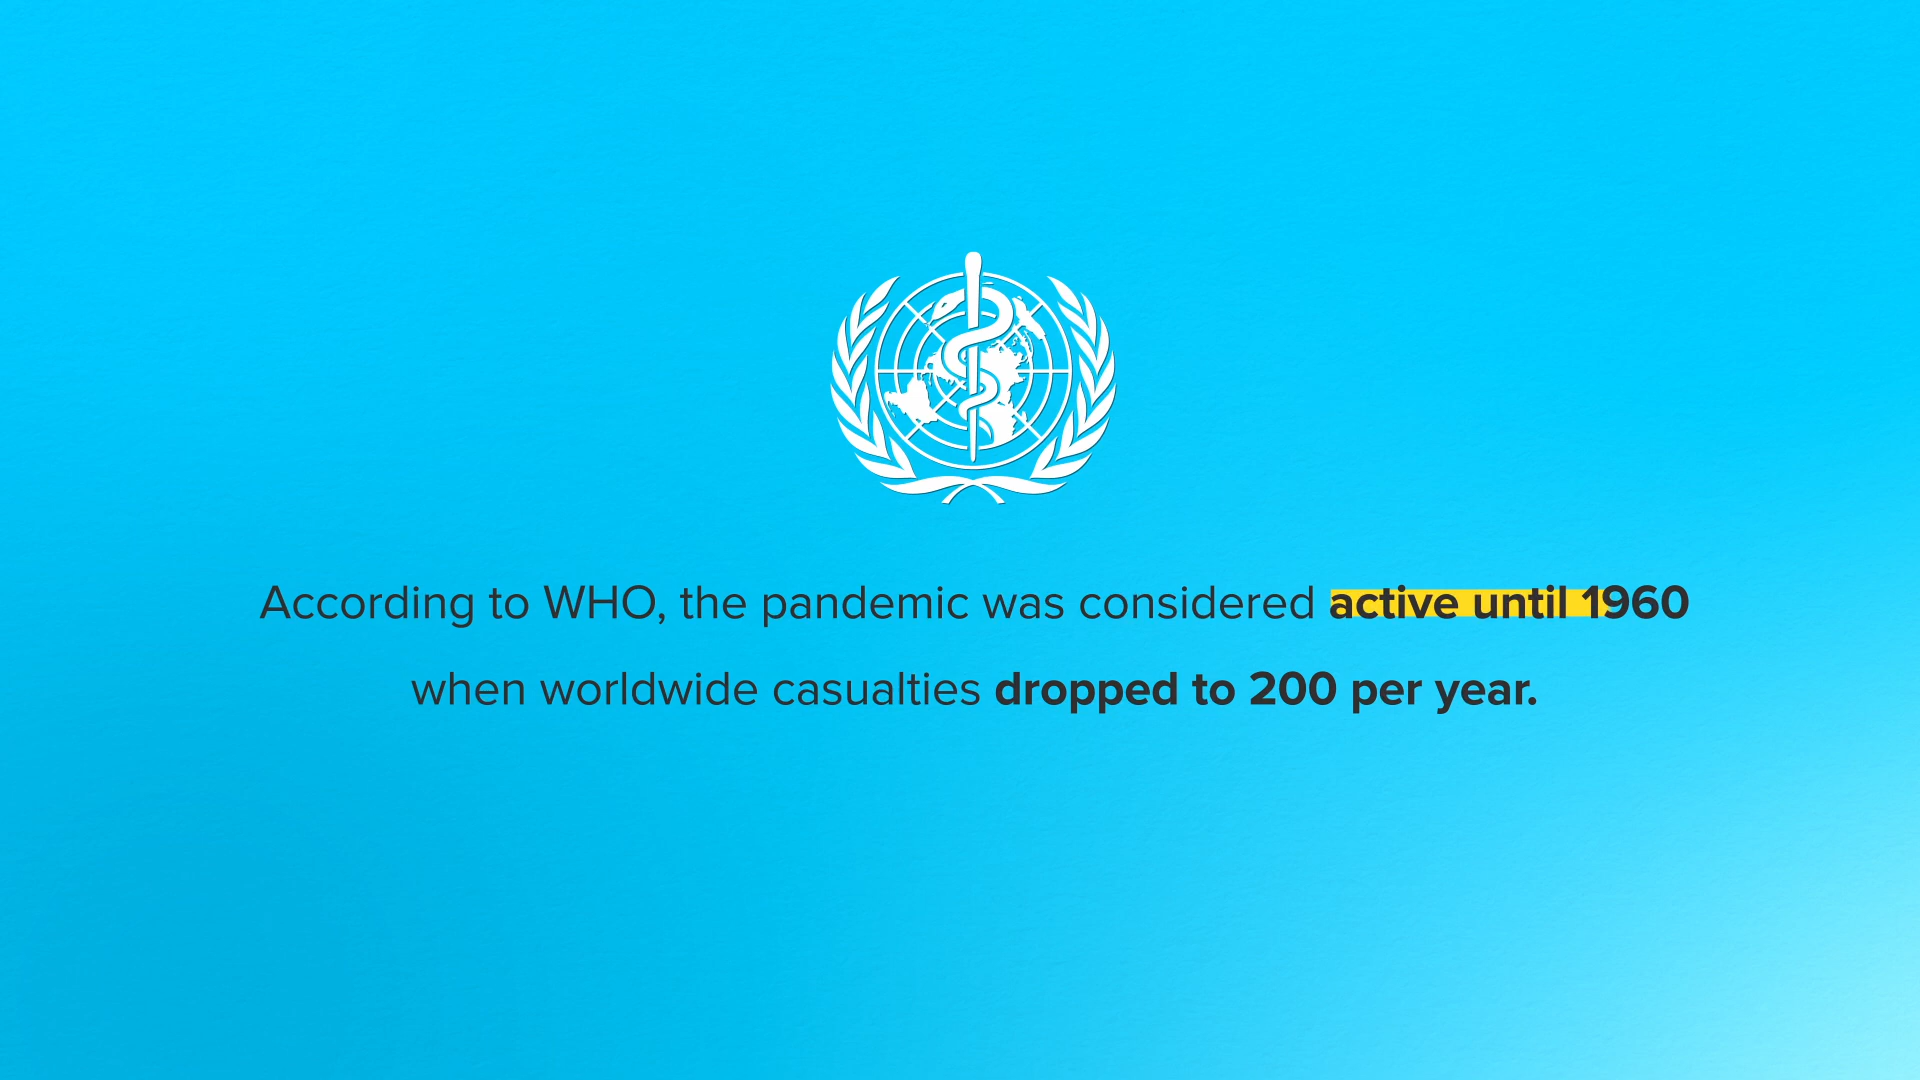 According to WHO, the pandemic was considered active until 1960
when worldwide casualties dropped to 200 per year.